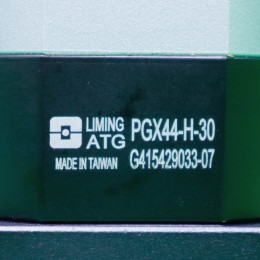 LIMING
ATG
PGX44-H-30
MADE IN TAIWAN
G415429033-07